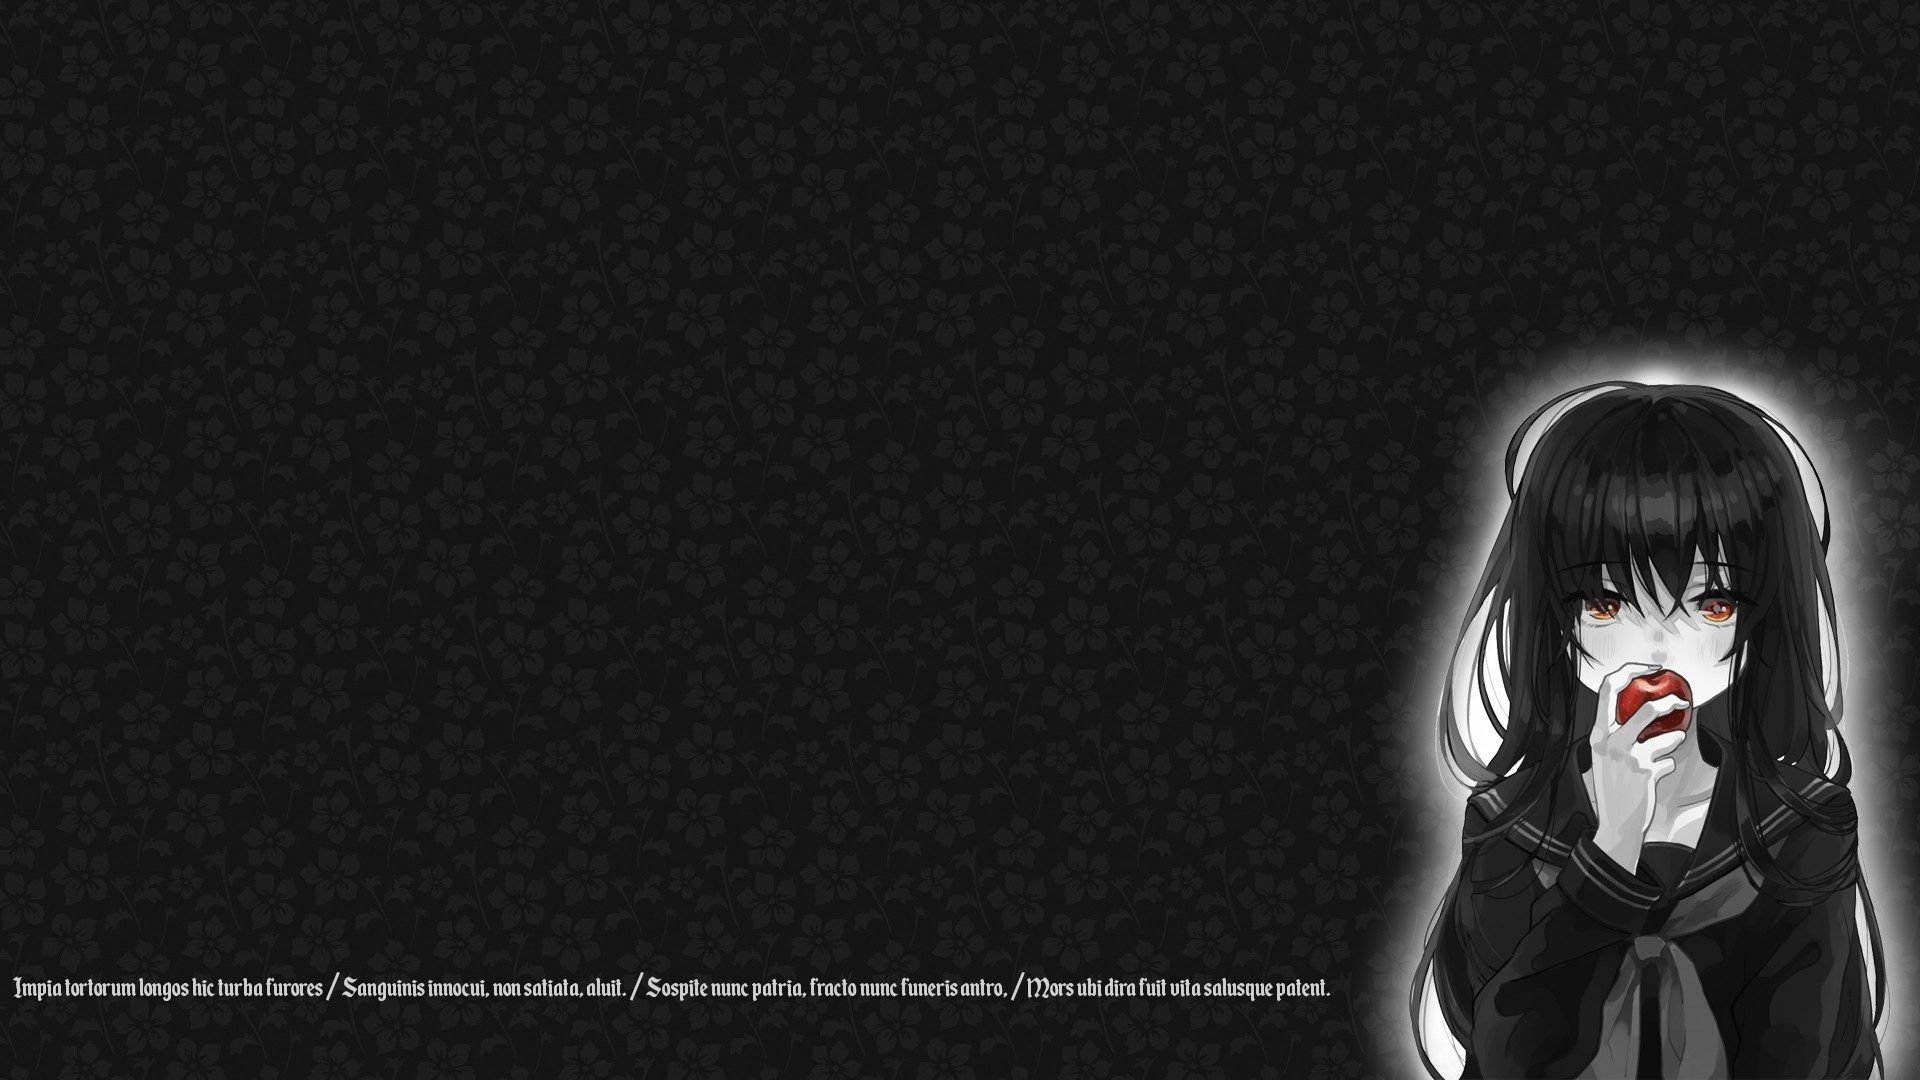 Impia tortorum longos hic turba furores / Sanguinis innocui, non satiata, aluit. / Sospite nunc patria, fracto nunc funeris antro, / Mors ubi dira fuit vita salusque patent.